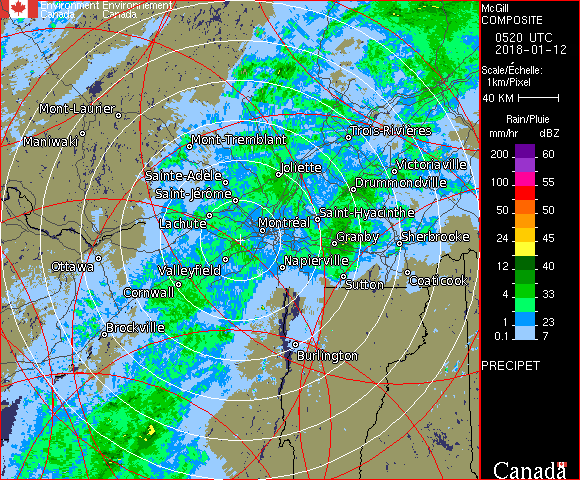 Environment Environnement
Canada Canada
McGill
COMPOSITE
0520 UTC
2018-01-12
Scale/Échelle:
1km/Pixel
40 KM
Rain/Pluie
mm/hr dBZ
200 60
100 55
50 50
24 45
12 40
4 33
1 23
0.1 7
PRECIPET
Canada
Mont-Laurier
Maniwaki
Mont-Tremblant
Trois-Rivières
Sainte-Adèle
Joliette
Victoriaville
Saint-Jérôme
Drummondville
Lachute
Montréal
Saint-Hyacinthe
Granby
Sherbrooke
Ottawa
Valleyfield
Napierville
Cornwall
Sutton
Coaticook
Brockville
Burlington